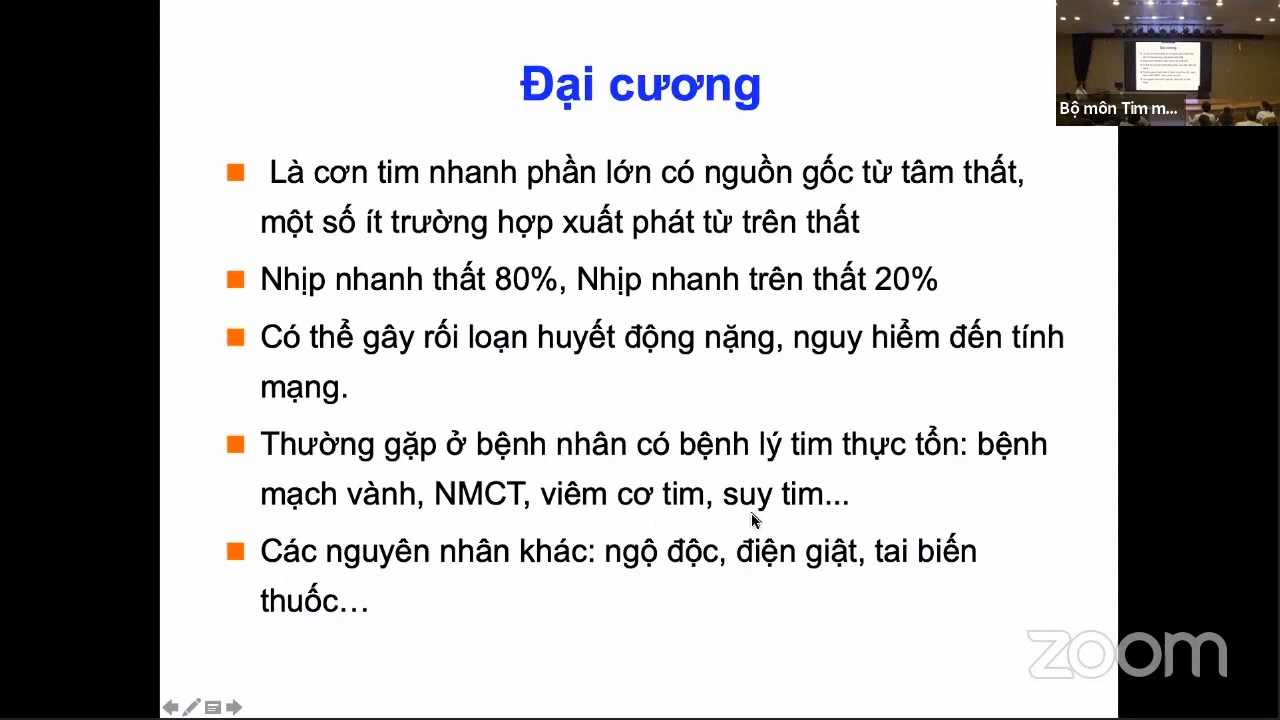 Đại cương
Là cơn tim nhanh phần lớn có nguồn gốc từ tâm thất,
một số ít trường hợp xuất phát từ trên thất
Nhịp nhanh thất 80%, Nhịp nhanh trên thất 20%
Có thể gây rối loạn huyết động nặng, nguy hiểm đến tính
mạng.
Thường gặp ở bệnh nhân có bệnh lý tim thực tổn: bệnh
mạch vành, NMCT, viêm cơ tim, suy tim...
Các nguyên nhân khác: ngộ độc, điện giật, tai biến
thuốc…
Bộ môn Tim m...
zoom